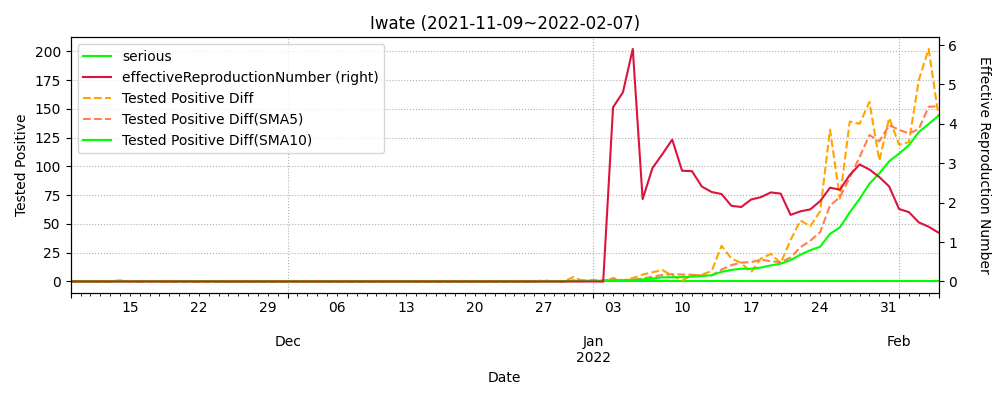 Iwate (2021-11-09~2022-02-07)
serious
effectiveReproductionNumber (right)
Tested Positive Diff
Tested Positive Diff(SMA5)
Tested Positive Diff(SMA10)
Tested Positive
200
175
150
125
100
75
50
25
0
6
5
4
3
2
1
0
Effective Reproduction Number
15 22 29 06 13 20 27 03 10 17 24 31
Dec Jan Feb
2022
Date